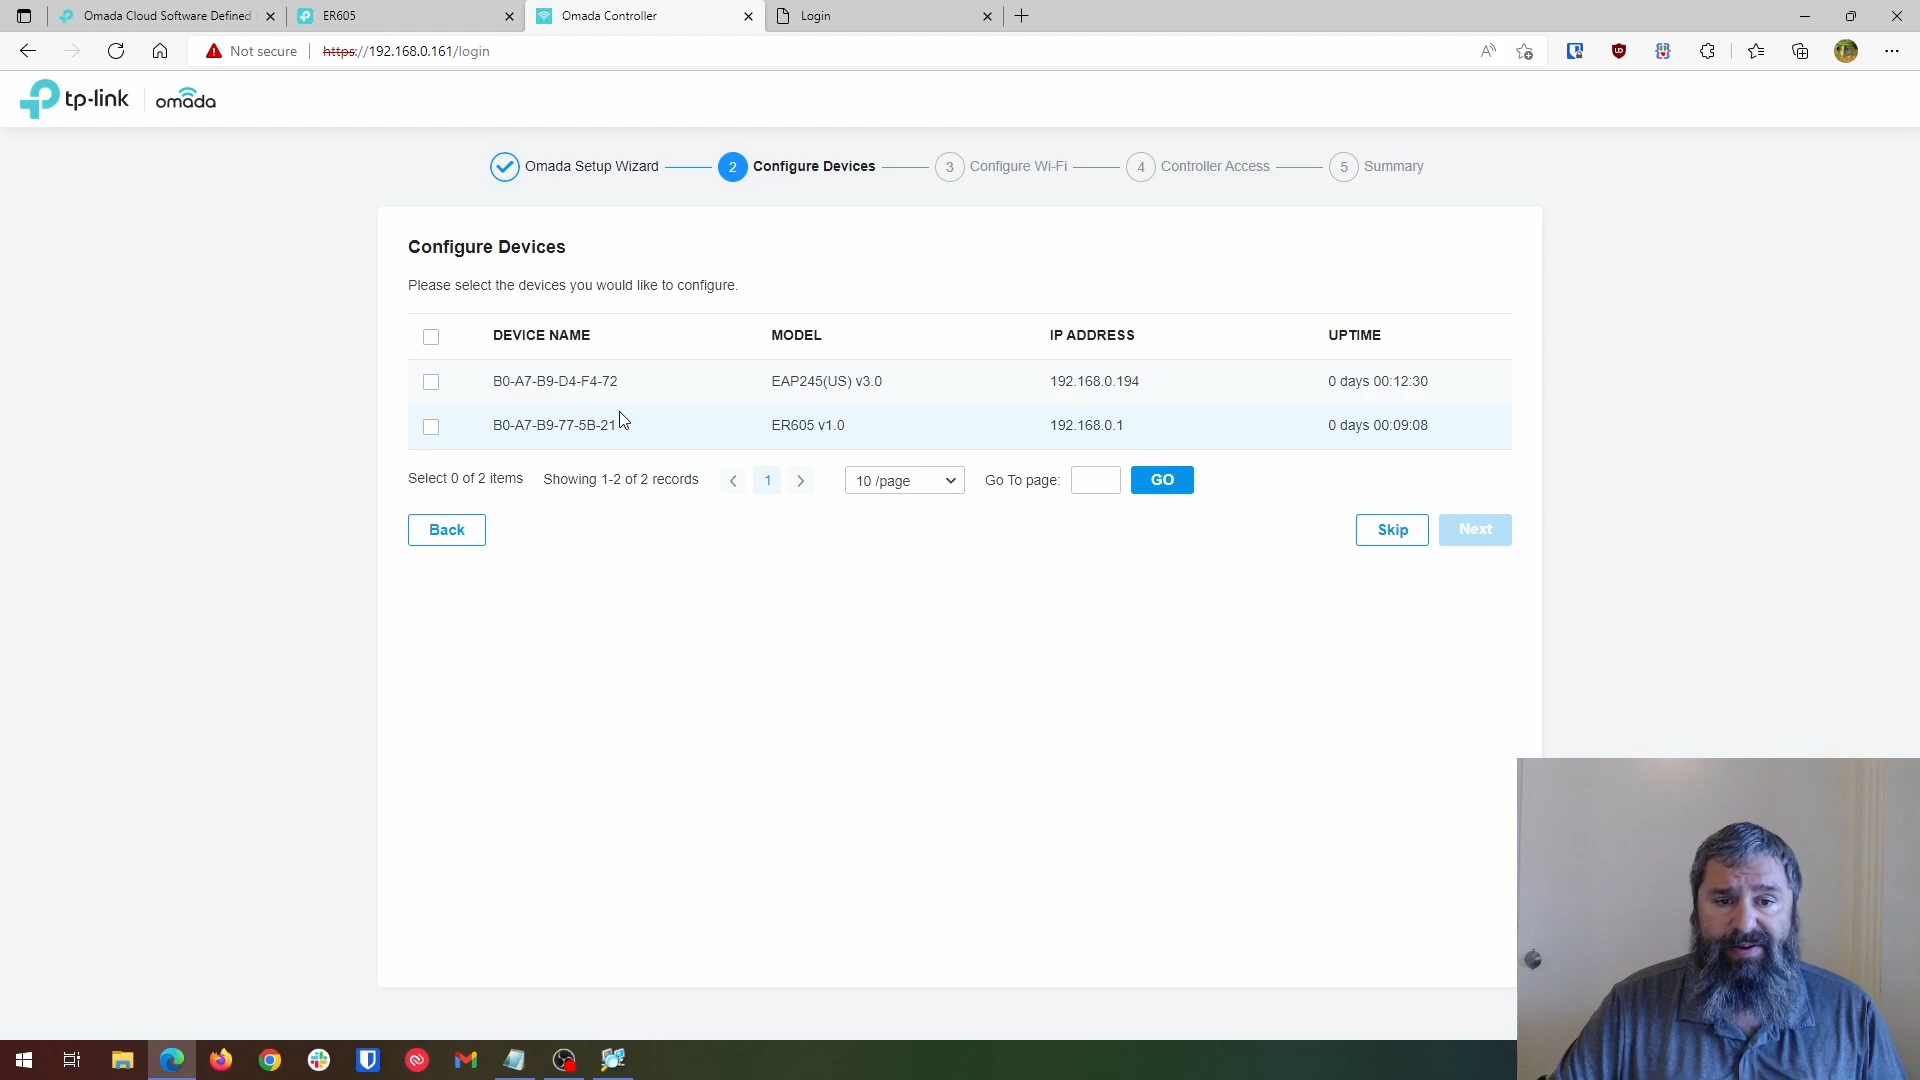 Omada Cloud Software Defined
ER605
Omada Controller
Login
Not secure
https://192.168.0.161/login
tp-link
omada
Omada Setup Wizard
2 Configure Devices
3 Configure Wi-Fi
4 Controller Access
5 Summary
Configure Devices
Please select the devices you would like to configure.
DEVICE NAME MODEL IP ADDRESS UPTIME
B0-A7-B9-D4-F4-72 EAP245(US) v3.0 192.168.0.194 0 days 00:12:30
B0-A7-B9-77-5B-21 ER605 v1.0 192.168.0.1 0 days 00:09:08
Select 0 of 2 items Showing 1-2 of 2 records 1 10 /page Go To page: GO
Back Skip Next